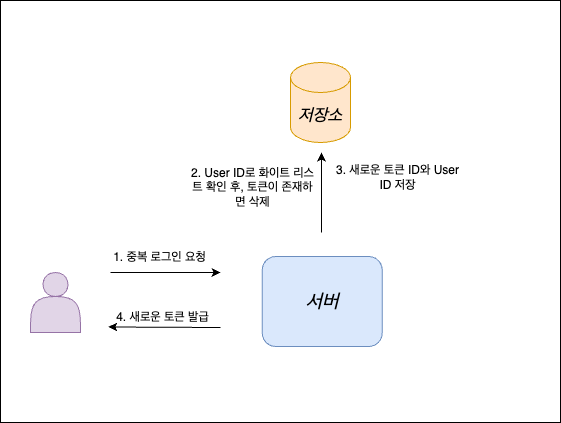 저장소
2. User ID로 화이트 리스
트 확인 후, 토큰이 존재하
면 삭제
3. 새로운 토큰 ID와 User
ID 저장
1. 중복 로그인 요청
서버
4. 새로운 토큰 발급